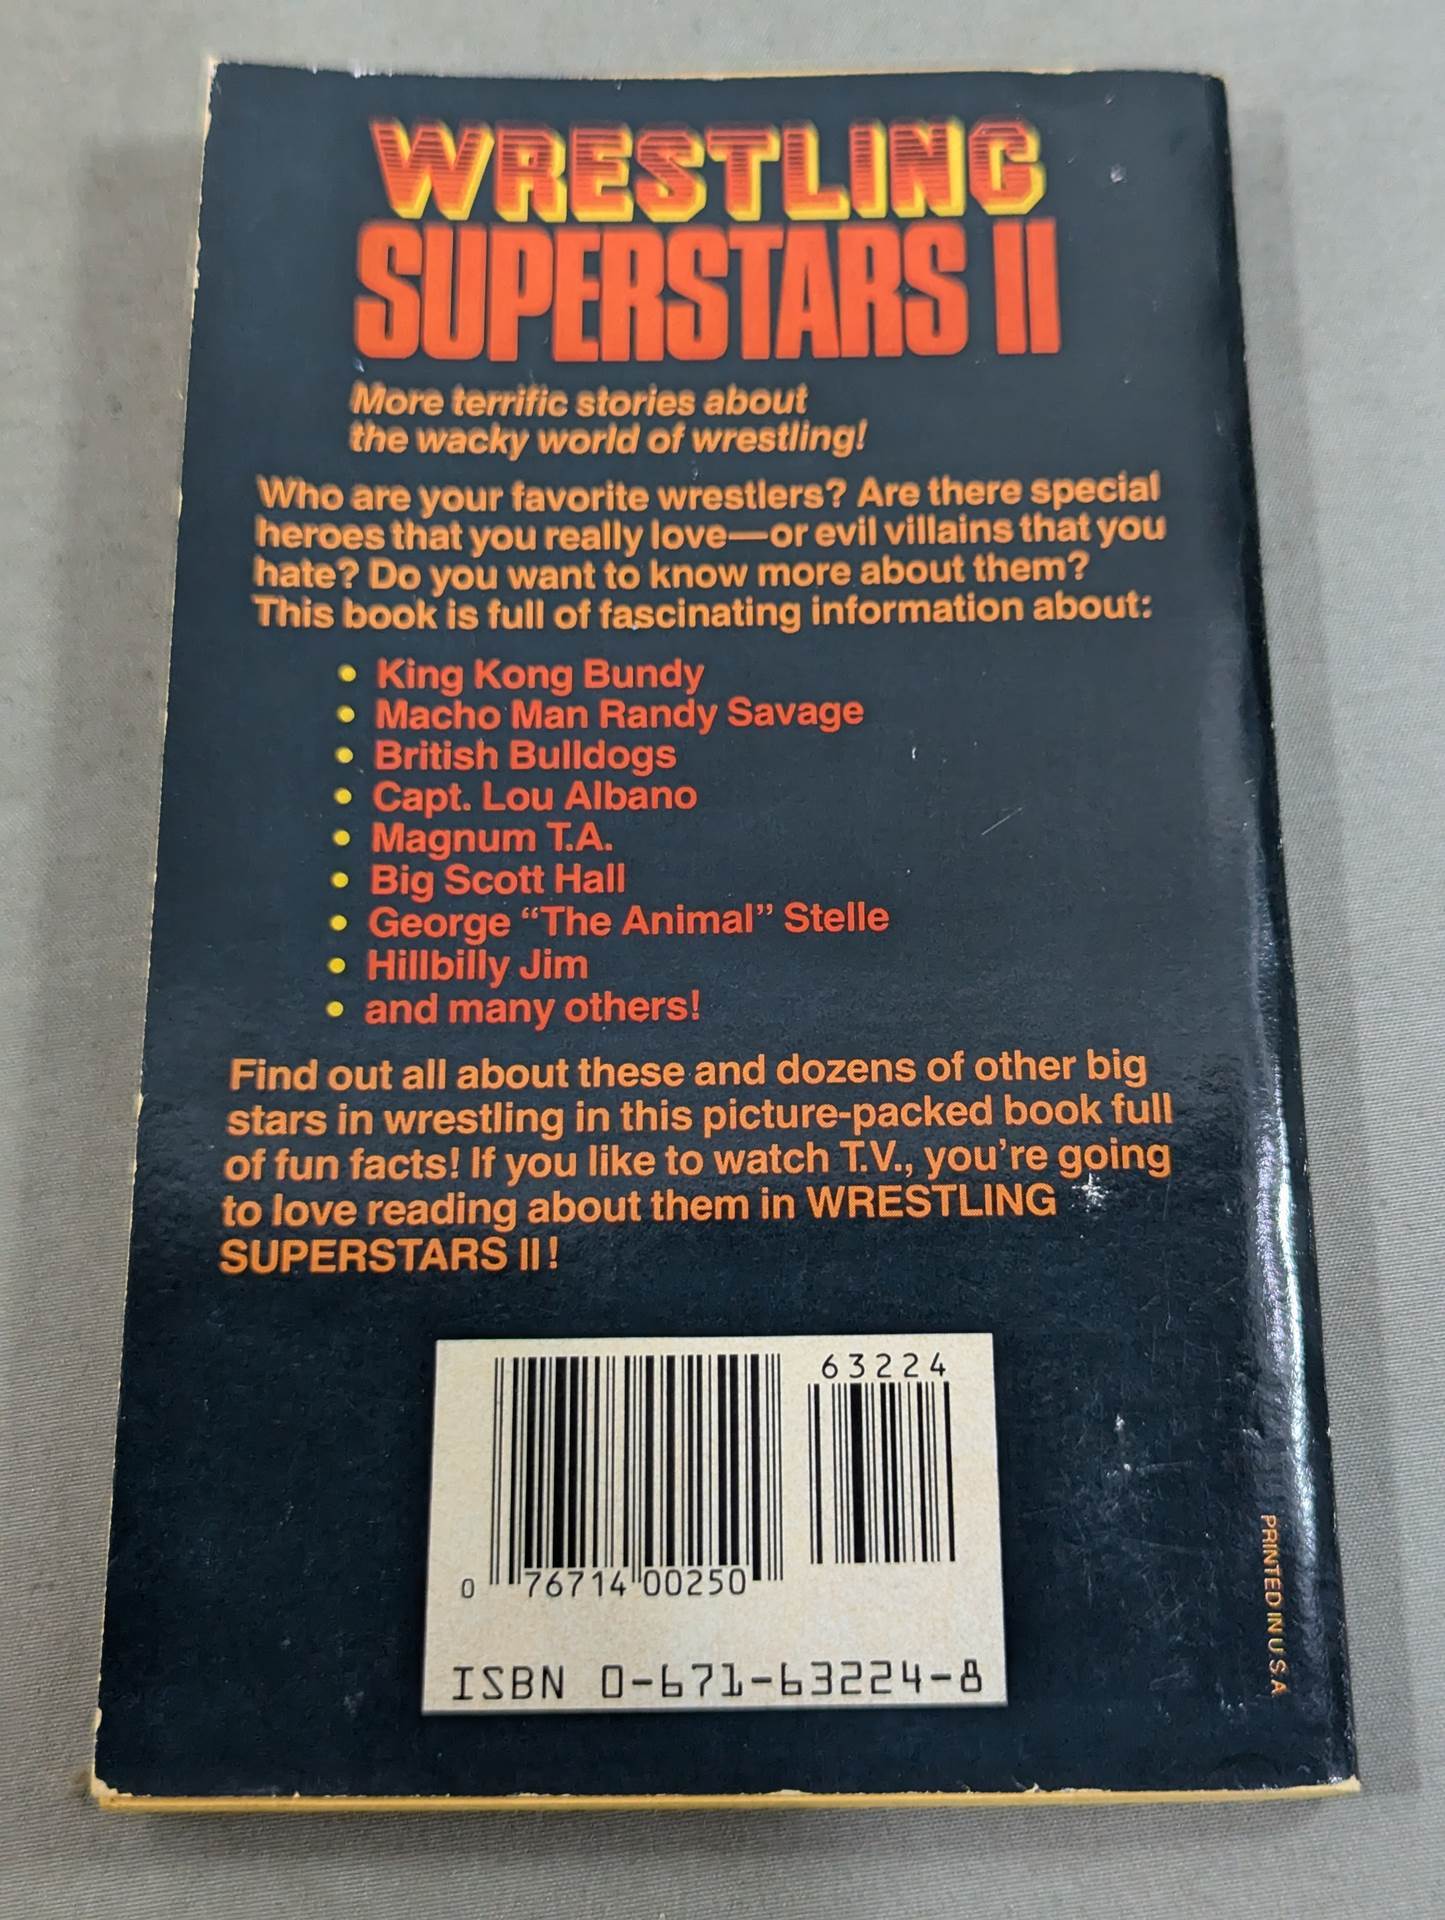 WRESTLING
SUPERSTARS II
More terrific stories about
the wacky world of wrestling!
Who are your favorite wrestlers? Are there special
heroes that you really love—or evil villains that you
hate? Do you want to know more about them?
This book is full of fascinating information about:
• King Kong Bundy
• Macho Man Randy Savage
• British Bulldogs
• Capt. Lou Albano
• Magnum T.A.
• Big Scott Hall
• George “The Animal” Stelle
• Hillbilly Jim
• and many others!
Find out all about these and dozens of other big
stars in wrestling in this picture-packed book full
of fun facts! If you like to watch T.V., you’re going
to love reading about them in WRESTLING
SUPERSTARS II!
63224
0 76714 00250
ISBN 0-671-63224-8
PRINTED IN U.S.A.